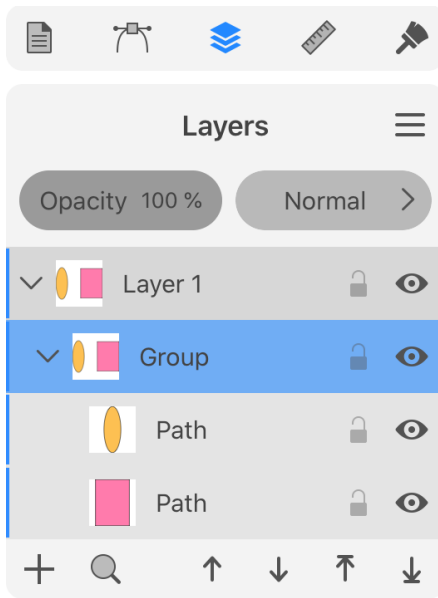 Layers
Opacity 100 % Normal
Layer 1
Group
Path
Path